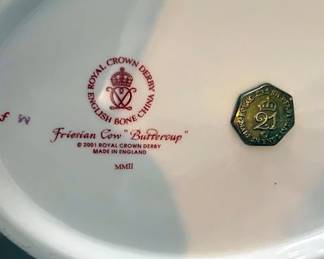 ROYAL CROWN DERBY
ENGLISH BONE CHINA
Friesian Cow "Buttercup"
© 2001 ROYAL CROWN DERBY
MADE IN ENGLAND
MMII
f M
21